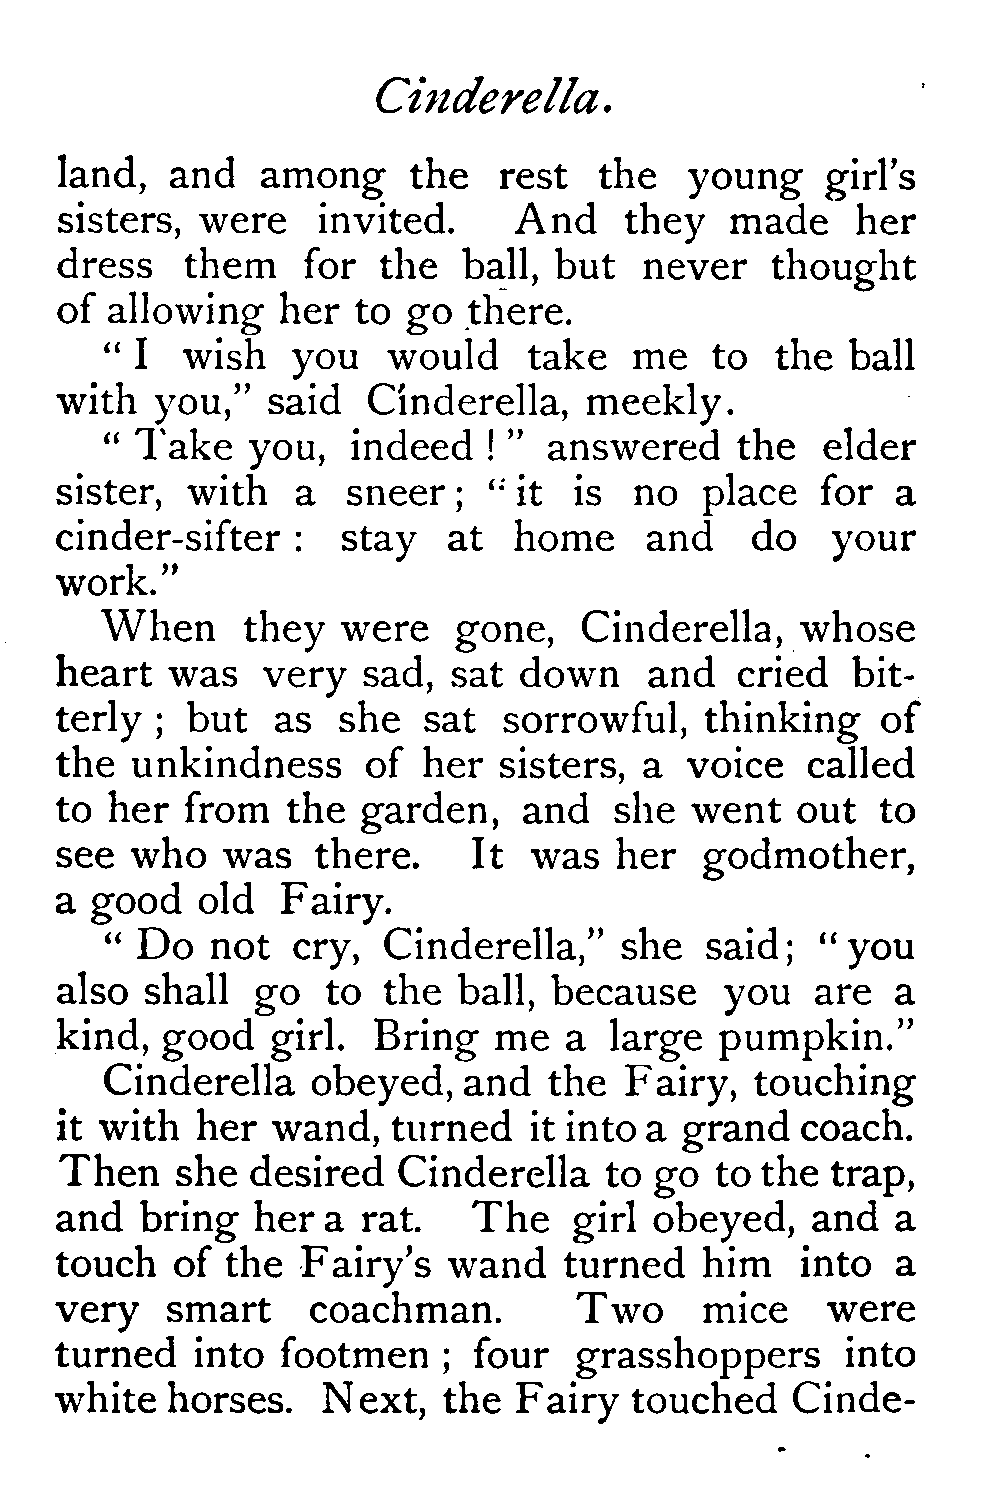 Cinderella.
land, and among the rest the young girl's
sisters, were invited. And they made her
dress them for the ball, but never thought
of allowing her to go there.
" I wish you would take me to the ball
with you," said Cinderella, meekly.
" Take you, indeed ! " answered the elder
sister, with a sneer ; " it is no place for a
cinder-sifter : stay at home and do your
work."
When they were gone, Cinderella, whose
heart was very sad, sat down and cried bit-
terly ; but as she sat sorrowful, thinking of
the unkindness of her sisters, a voice called
to her from the garden, and she went out to
see who was there. It was her godmother,
a good old Fairy.
" Do not cry, Cinderella," she said; " you
also shall go to the ball, because you are a
kind, good girl. Bring me a large pumpkin."
Cinderella obeyed, and the Fairy, touching
it with her wand, turned it into a grand coach.
Then she desired Cinderella to go to the trap,
and bring her a rat. The girl obeyed, and a
touch of the Fairy's wand turned him into a
very smart coachman. Two mice were
turned into footmen ; four grasshoppers into
white horses. Next, the Fairy touched Cinde-